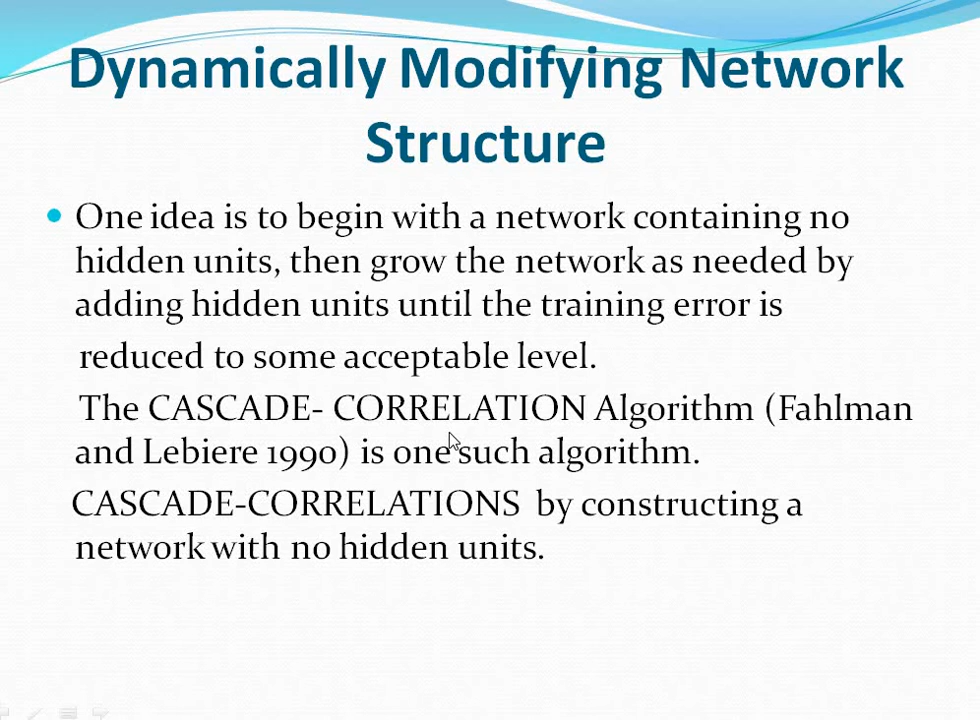 Dynamically Modifying Network
Structure
One idea is to begin with a network containing no
hidden units, then grow the network as needed by
adding hidden units until the training error is
reduced to some acceptable level.
The CASCADE- CORRELATION Algorithm (Fahlman
and Lebiere 1990) is one such algorithm.
CASCADE-CORRELATIONS by constructing a
network with no hidden units.